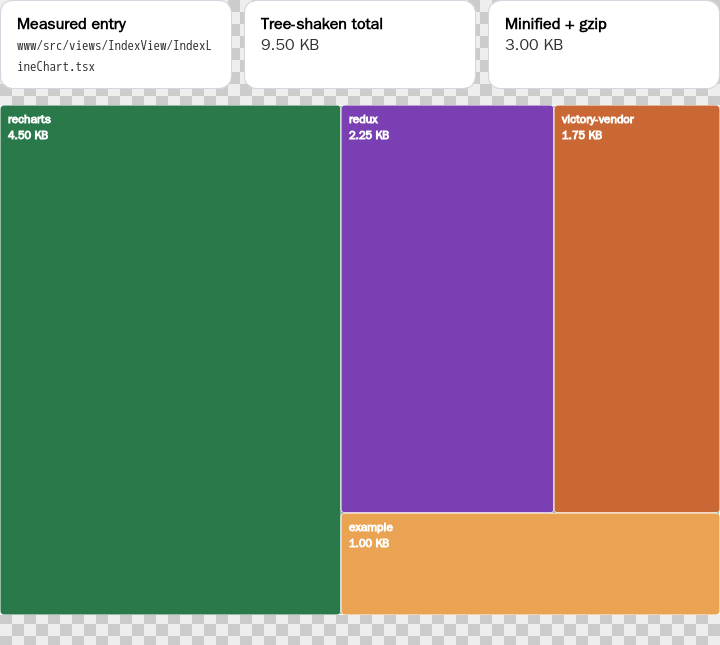 Measured entry
www/src/views/IndexView/IndexL
ineChart.tsx
Tree-shaken total
9.50 KB
Minified + gzip
3.00 KB
recharts
4.50 KB
redux
2.25 KB
victory-vendor
1.75 KB
example
1.00 KB